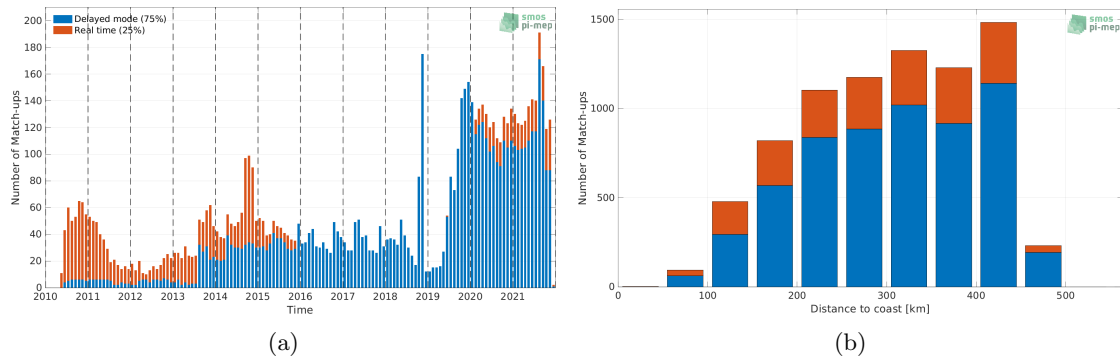 Delayed mode (75%)
Real time (25%)
smos
pi-mep
Number of Match-ups
200
180
160
140
120
100
80
60
40
20
0
2010 2011 2012 2013 2014 2015 2016 2017 2018 2019 2020 2021
Time
(a)
smos
pi-mep
Number of Match-ups
1500
1000
500
0
0 100 200 300 400 500
Distance to coast [km]
(b)